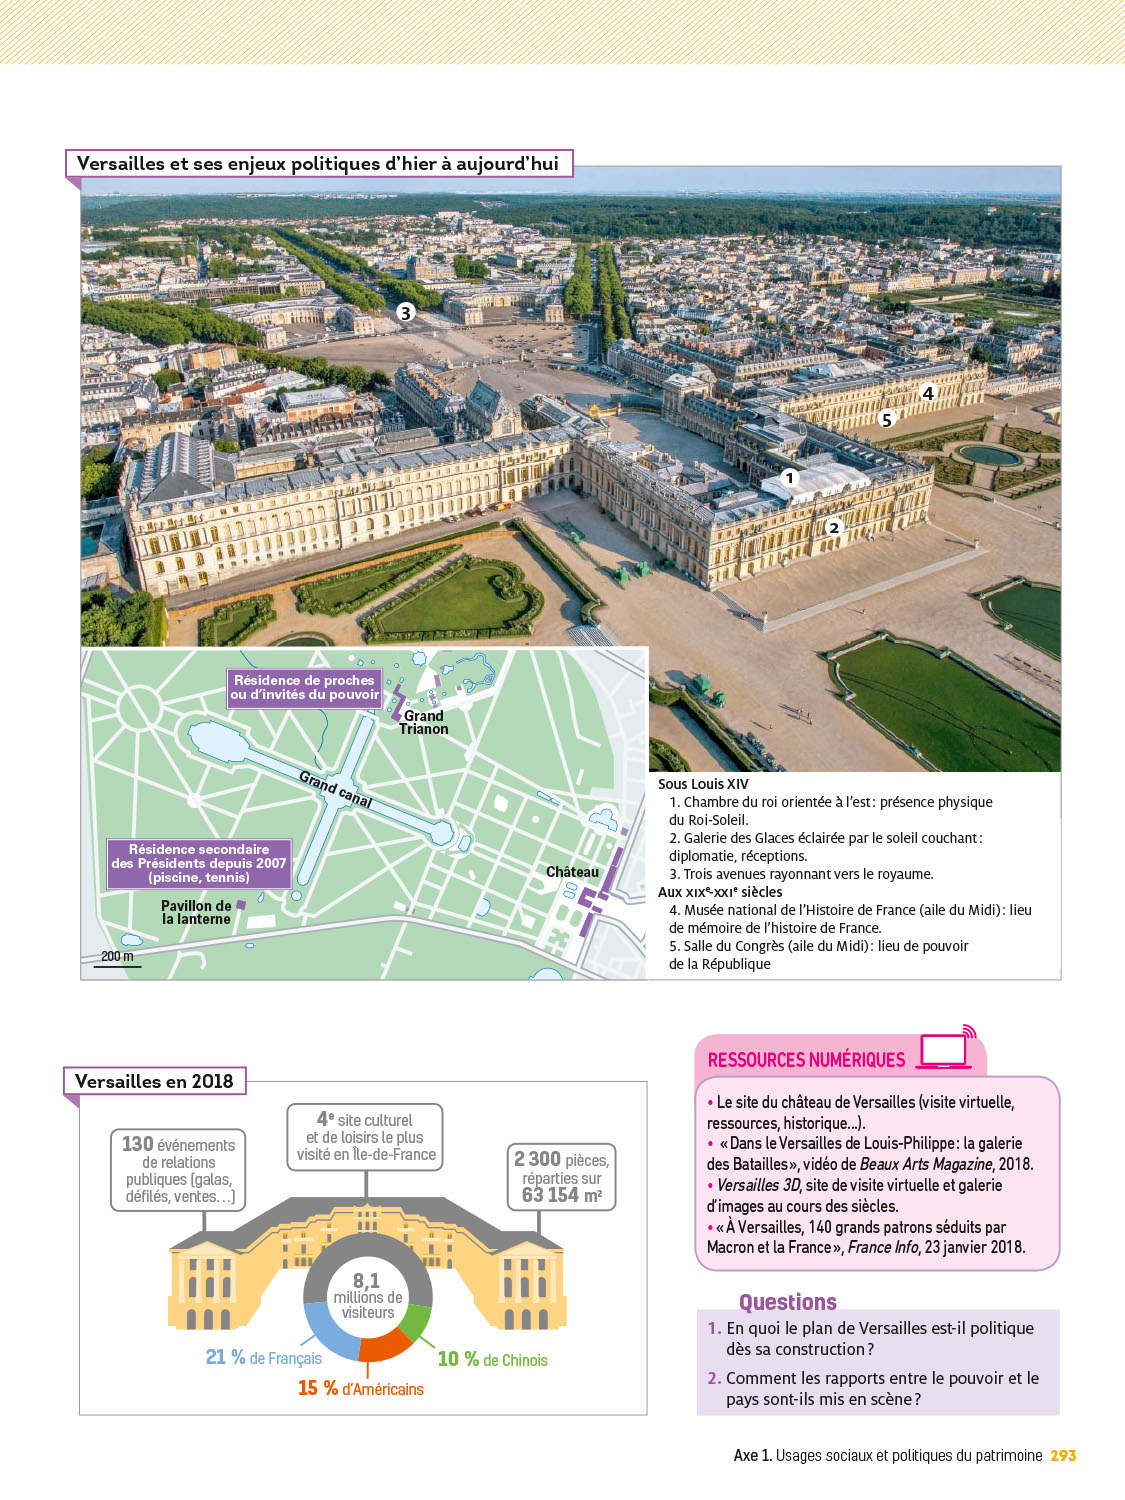 Versailles et ses enjeux politiques d’hier à aujourd’hui
3
4
5
1
2
Résidence de proches
ou d’invités du pouvoir
Grand
Trianon
Grand canal
Résidence secondaire
des Présidents depuis 2007
(piscine, tennis)
Château
Pavillon de
la lanterne
200 m
Sous Louis XIV
1. Chambre du roi orientée à l’est : présence physique
du Roi-Soleil.
2. Galerie des Glaces éclairée par le soleil couchant :
diplomatie, réceptions.
3. Trois avenues rayonnant vers le royaume.
Aux XIXe-XXIe siècles
4. Musée national de l’Histoire de France (aile du Midi) : lieu
de mémoire de l’histoire de France.
5. Salle du Congrès (aile du Midi) : lieu de pouvoir
de la République
Versailles en 2018
130 événements
de relations
publiques (galas,
défilés, ventes…)
4e site culturel
et de loisirs le plus
visité en Île-de-France
2 300 pièces,
réparties sur
63 154 m²
8,1
millions de
visiteurs
21 % de Français
10 % de Chinois
15 % d’Américains
RESSOURCES NUMÉRIQUES
• Le site du château de Versailles (visite virtuelle,
ressources, historique...).
• « Dans le Versailles de Louis-Philippe : la galerie
des Batailles », vidéo de Beaux Arts Magazine, 2018.
• Versailles 3D, site de visite virtuelle et galerie
d’images au cours des siècles.
• « À Versailles, 140 grands patrons séduits par
Macron et la France », France Info, 23 janvier 2018.
Questions
1. En quoi le plan de Versailles est-il politique
dès sa construction ?
2. Comment les rapports entre le pouvoir et le
pays sont-ils mis en scène ?
Axe 1. Usages sociaux et politiques du patrimoine 293